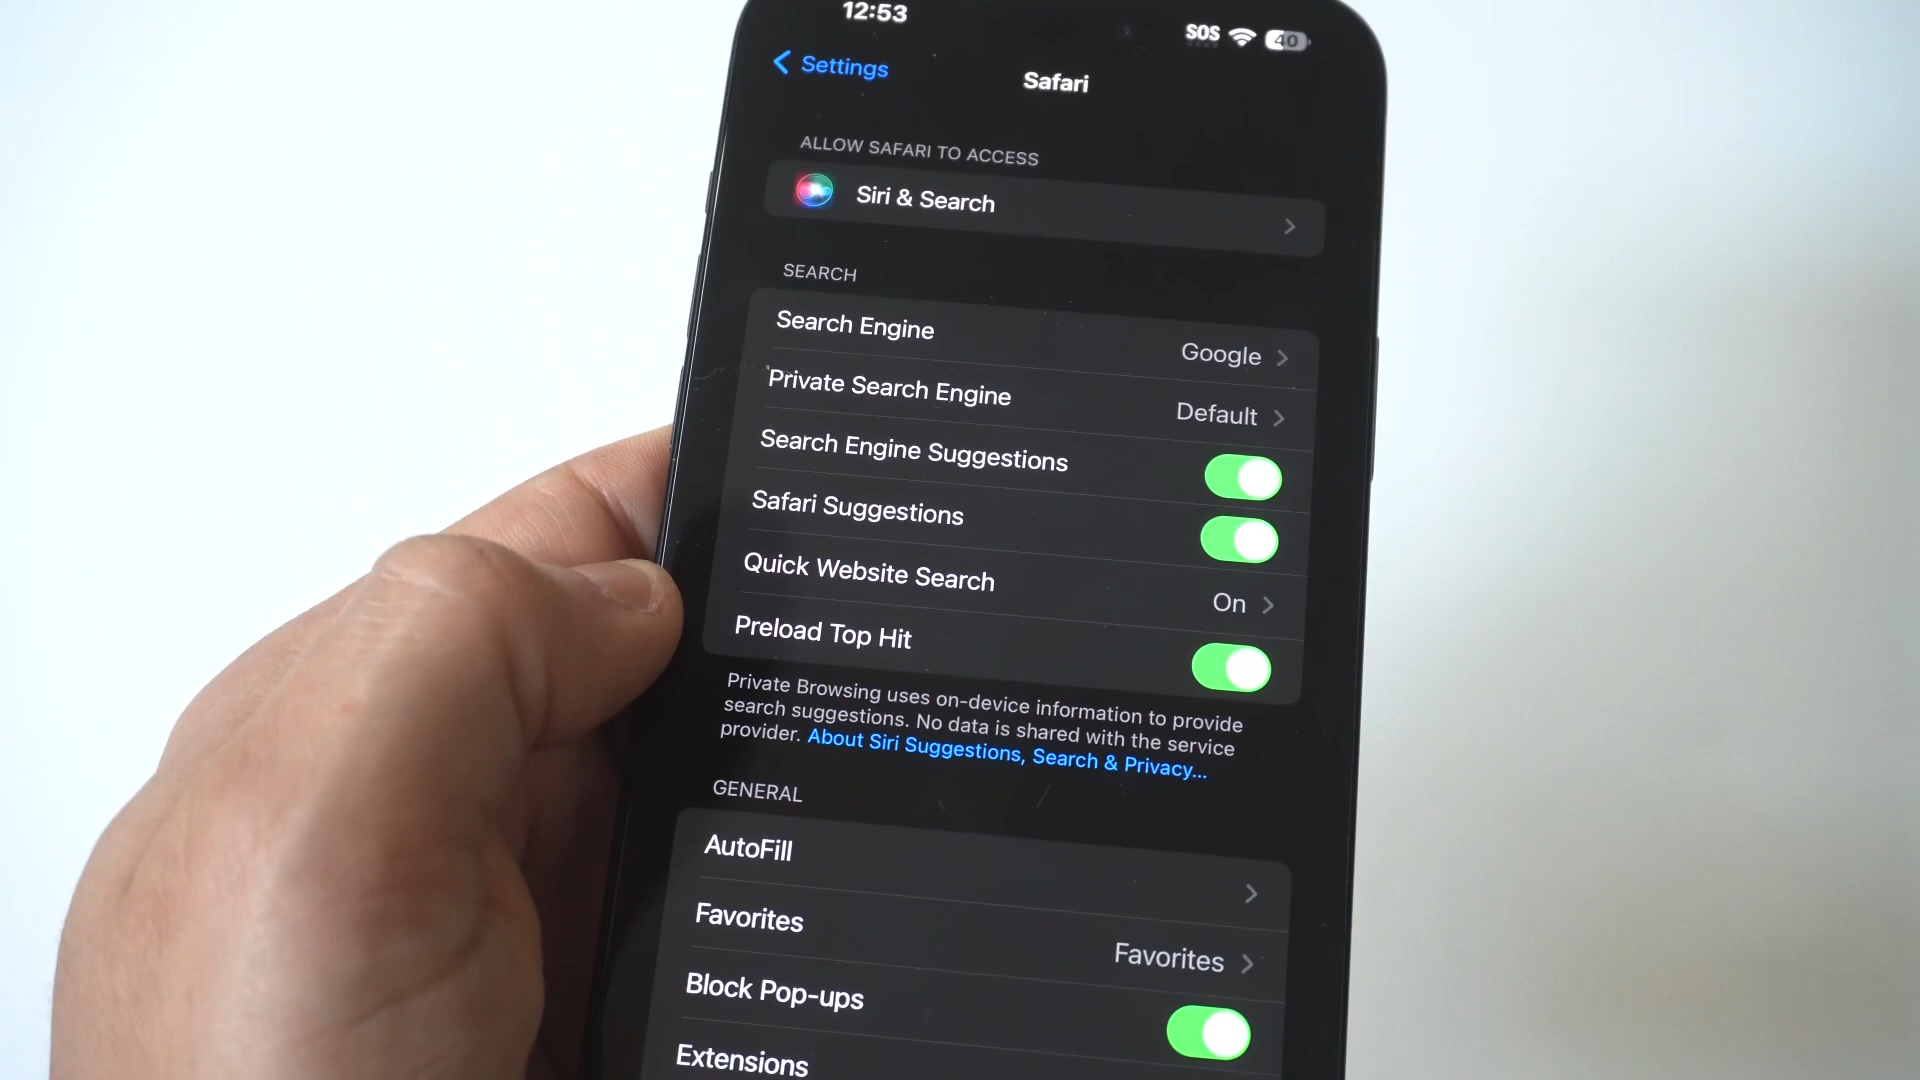 12:53
SOS 40
Settings
Safari
ALLOW SAFARI TO ACCESS
Siri & Search
SEARCH
Search Engine Google
Private Search Engine Default
Search Engine Suggestions
Safari Suggestions
Quick Website Search On
Preload Top Hit
Private Browsing uses on-device information to provide
search suggestions. No data is shared with the service
provider. About Siri Suggestions, Search & Privacy...
GENERAL
AutoFill
Favorites Favorites
Block Pop-ups
Extensions